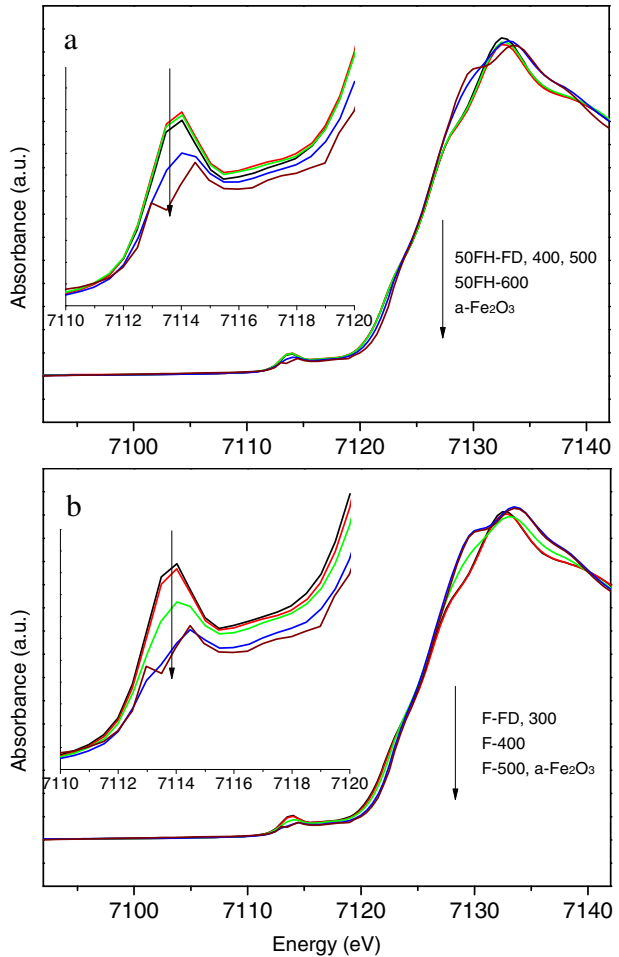 a
7110 7112 7114 7116 7118 7120
50FH-FD, 400, 500
50FH-600
a-Fe₂O₃
Absorbance (a.u.)
7100 7110 7120 7130 7140
b
7110 7112 7114 7116 7118 7120
F-FD, 300
F-400
F-500, a-Fe₂O₃
Absorbance (a.u.)
7100 7110 7120 7130 7140
Energy (eV)